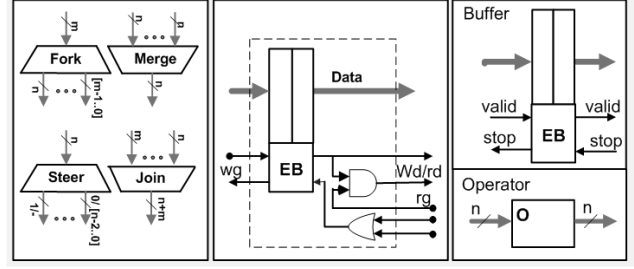 m
n
n
Fork
Merge
n
[m-1..0]
n
n
m
n
Steer
Join
1/-
0/.[n-2..0]
n+m
Data
EB
wg
Wd/rd
rg
Buffer
valid
valid
EB
stop
stop
Operator
n
O
n